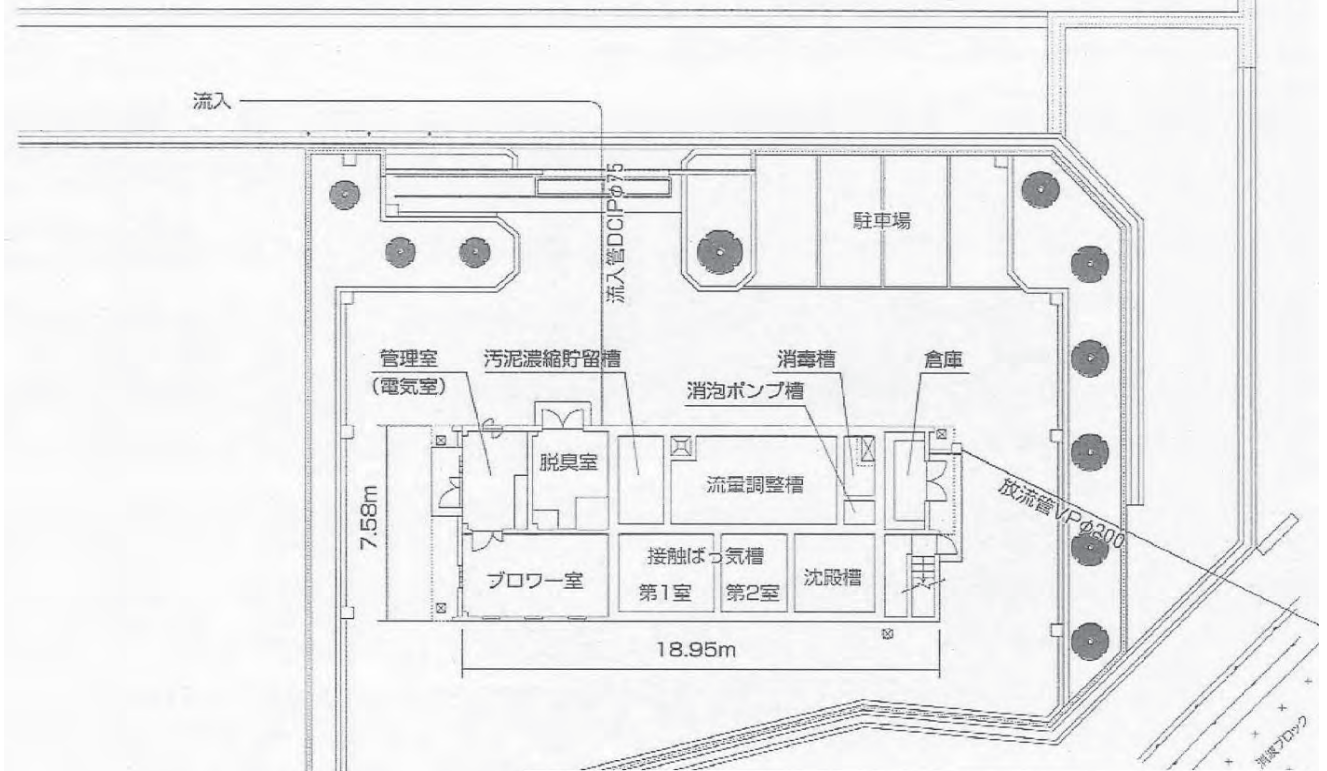 流入
流入管DCIPφ75
駐車場
管理室
(電気室)
汚泥濃縮貯留槽
消毒槽
倉庫
消泡ポンプ槽
脱臭室
流量調整槽
放流管VPφ200
7.58m
ブロワー室
接触ばっ気槽
第1室
第2室
沈殿槽
18.95m
消波ブロック